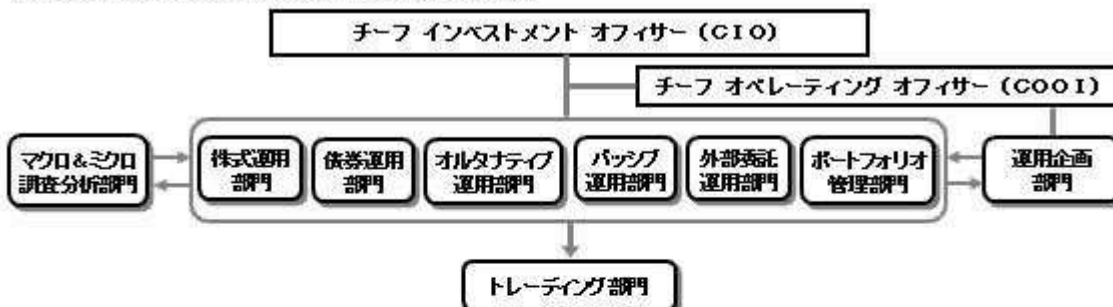 チーフ インベストメント オフィサー（CIO）
チーフ オペレーティング オフィサー（COOI）
マクロ＆ミクロ
調査分析部門
株式運用
部門
債券運用
部門
オルタナティブ
運用部門
パッシブ
運用部門
外部委託
運用部門
ポートフォリオ
管理部門
運用企画
部門
トレーディング部門